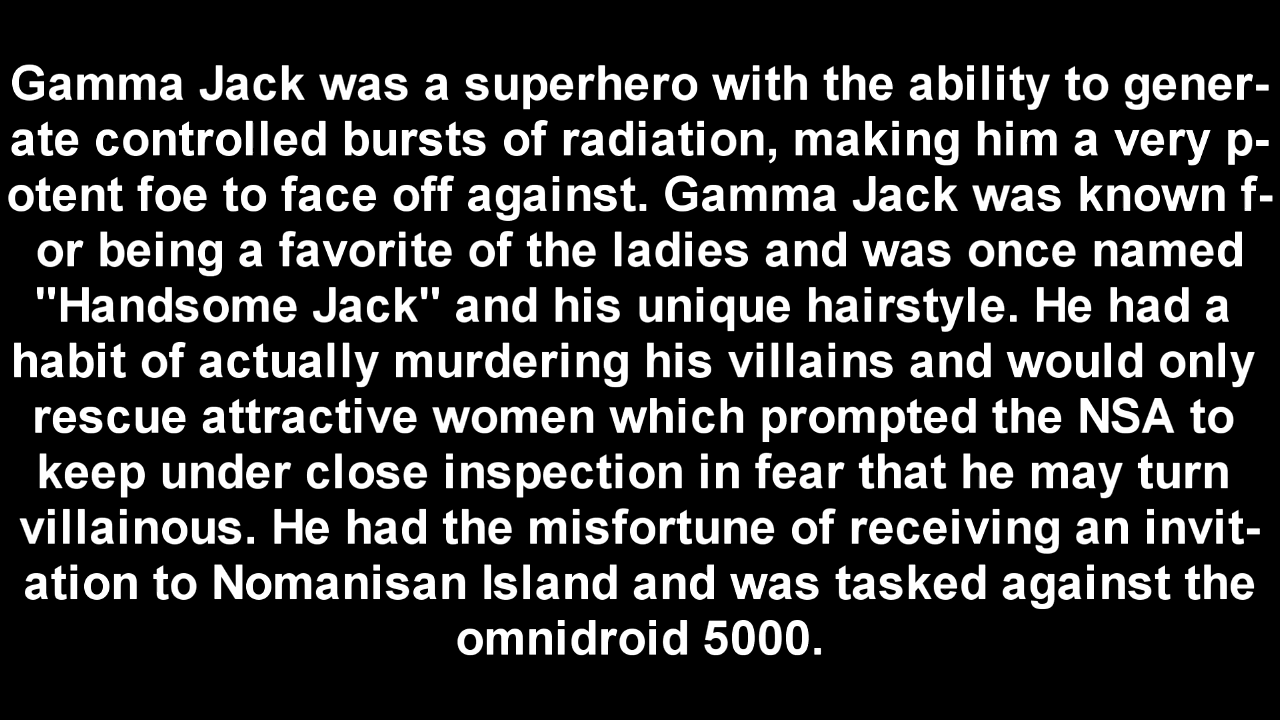 Gamma Jack was a superhero with the ability to gener-
ate controlled bursts of radiation, making him a very p-
otent foe to face off against. Gamma Jack was known f-
or being a favorite of the ladies and was once named
"Handsome Jack" and his unique hairstyle. He had a
habit of actually murdering his villains and would only
rescue attractive women which prompted the NSA to
keep under close inspection in fear that he may turn
villainous. He had the misfortune of receiving an invit-
ation to Nomanisan Island and was tasked against the
omnidroid 5000.